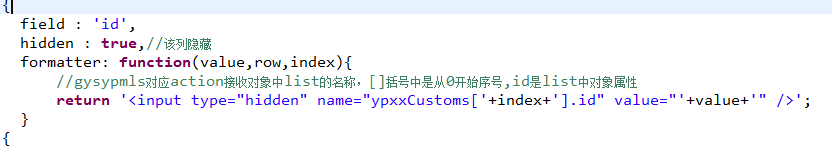 {
field : 'id',
hidden : true,//该列隐藏
formatter: function(value,row,index){
//gysypmls对应action接收对象中list的名称，[]括号中是从0开始序号,id是list中对象属性
return '<input type="hidden" name="ypxxCustoms['+index+'].id" value="'+value+'" />';
}
{